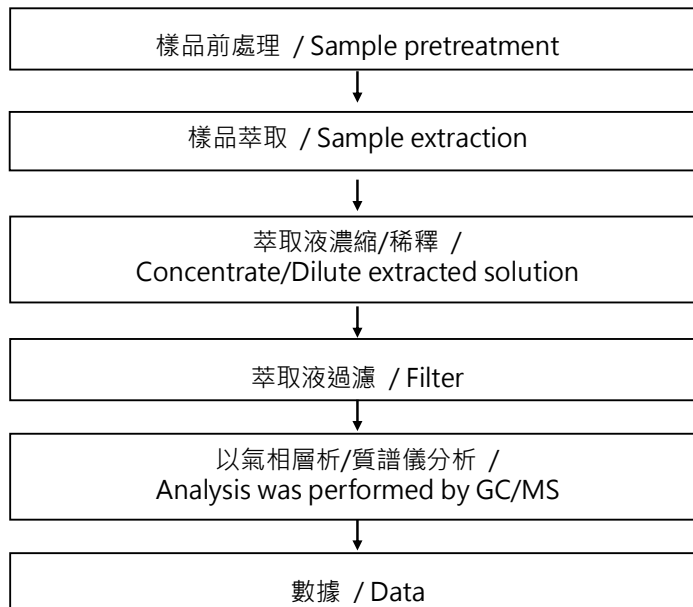 樣品前處理 / Sample pretreatment
樣品萃取 / Sample extraction
萃取液濃縮/稀釋 /
Concentrate/Dilute extracted solution
萃取液過濾 / Filter
以氣相層析/質譜儀分析 /
Analysis was performed by GC/MS
數據 / Data